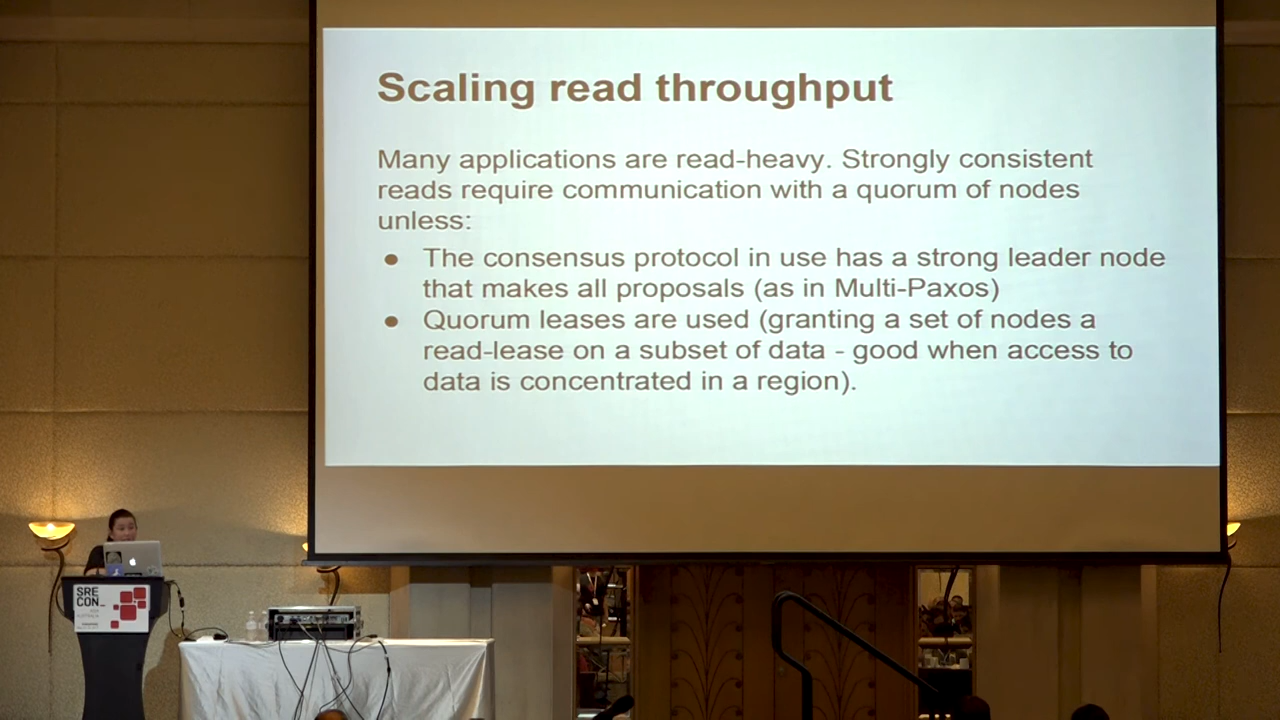 Scaling read throughput
Many applications are read-heavy. Strongly consistent
reads require communication with a quorum of nodes
unless:
● The consensus protocol in use has a strong leader node
that makes all proposals (as in Multi-Paxos)
● Quorum leases are used (granting a set of nodes a
read-lease on a subset of data - good when access to
data is concentrated in a region).
SRE
CON_